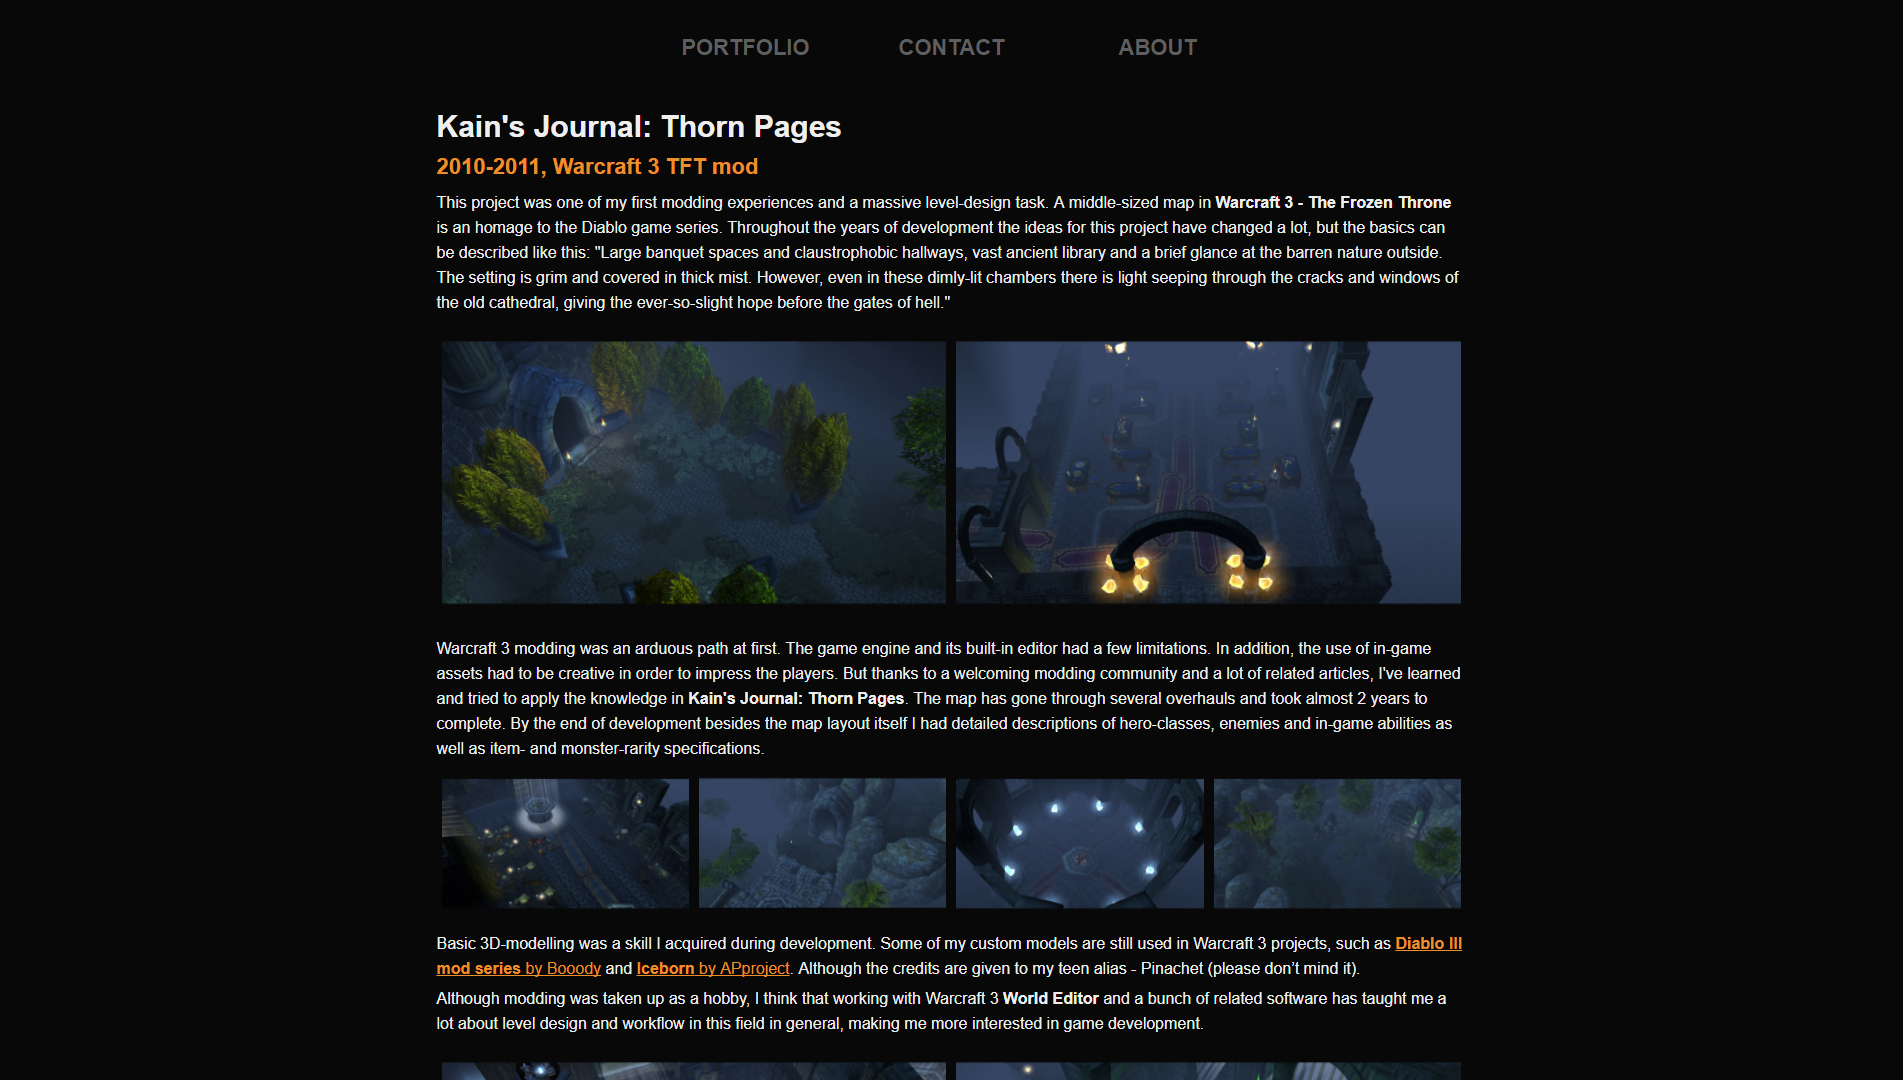 PORTFOLIO CONTACT ABOUT
Kain's Journal: Thorn Pages
2010-2011, Warcraft 3 TFT mod
This project was one of my first modding experiences and a massive level-design task. A middle-sized map in Warcraft 3 - The Frozen Throne
is an homage to the Diablo game series. Throughout the years of development the ideas for this project have changed a lot, but the basics can
be described like this: "Large banquet spaces and claustrophobic hallways, vast ancient library and a brief glance at the barren nature outside.
The setting is grim and covered in thick mist. However, even in these dimly-lit chambers there is light seeping through the cracks and windows of
the old cathedral, giving the ever-so-slight hope before the gates of hell."
Warcraft 3 modding was an arduous path at first. The game engine and its built-in editor had a few limitations. In addition, the use of in-game
assets had to be creative in order to impress the players. But thanks to a welcoming modding community and a lot of related articles, I've learned
and tried to apply the knowledge in Kain's Journal: Thorn Pages. The map has gone through several overhauls and took almost 2 years to
complete. By the end of development besides the map layout itself I had detailed descriptions of hero-classes, enemies and in-game abilities as
well as item- and monster-rarity specifications.
Basic 3D-modelling was a skill I acquired during development. Some of my custom models are still used in Warcraft 3 projects, such as Diablo III
mod series by Booody and Iceborn by APproject. Although the credits are given to my teen alias - Pinachet (please don’t mind it).
Although modding was taken up as a hobby, I think that working with Warcraft 3 World Editor and a bunch of related software has taught me a
lot about level design and workflow in this field in general, making me more interested in game development.